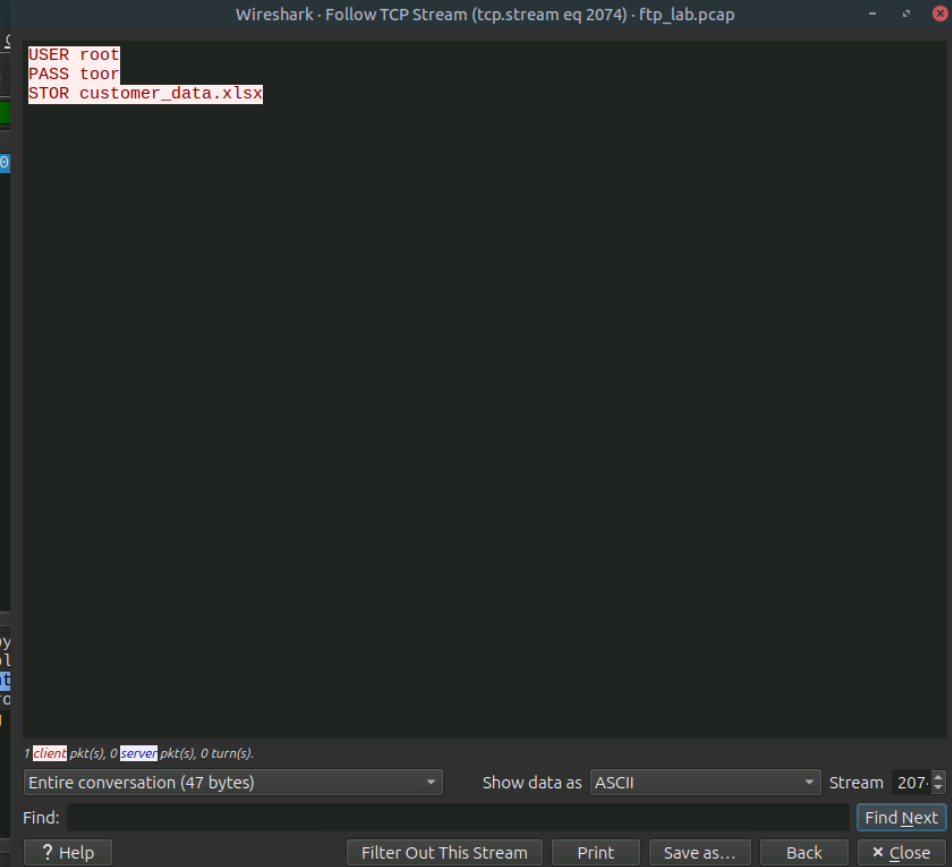 Wireshark · Follow TCP Stream (tcp.stream eq 2074) · ftp_lab.pcap
USER root
PASS toor
STOR customer_data.xlsx
1 client pkt(s), 0 server pkt(s), 0 turn(s).
Entire conversation (47 bytes)
Show data as ASCII
Stream 207
Find:
Find Next
? Help
Filter Out This Stream
Print
Save as…
Back
× Close